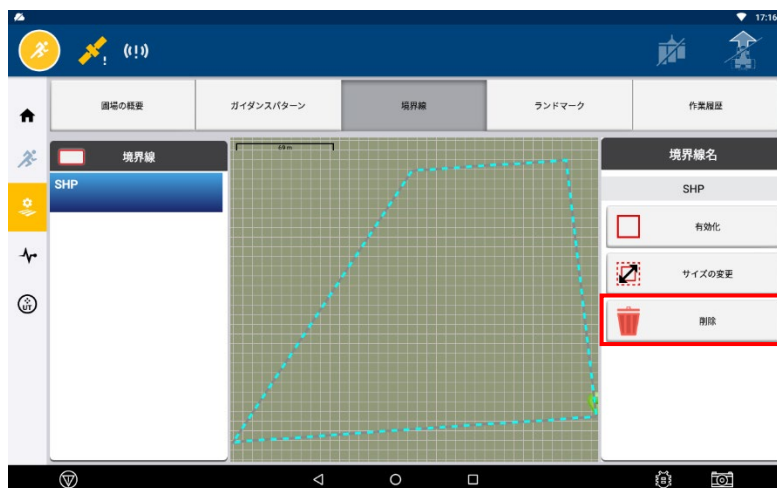 17:16
圃場の概要
ガイダンスパターン
境界線
ランドマーク
作業履歴
境界線
SHP
69 m
境界線名
SHP
有効化
サイズの変更
削除
UT